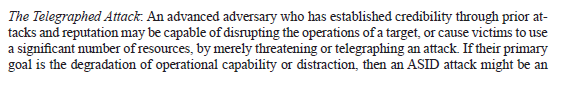 The Telegraphed Attack: An advanced adversary who has established credibility through prior at-
tacks and reputation may be capable of disrupting the operations of a target, or cause victims to use
a significant number of resources, by merely threatening or telegraphing an attack. If their primary
goal is the degradation of operational capability or distraction, then an ASID attack might be an